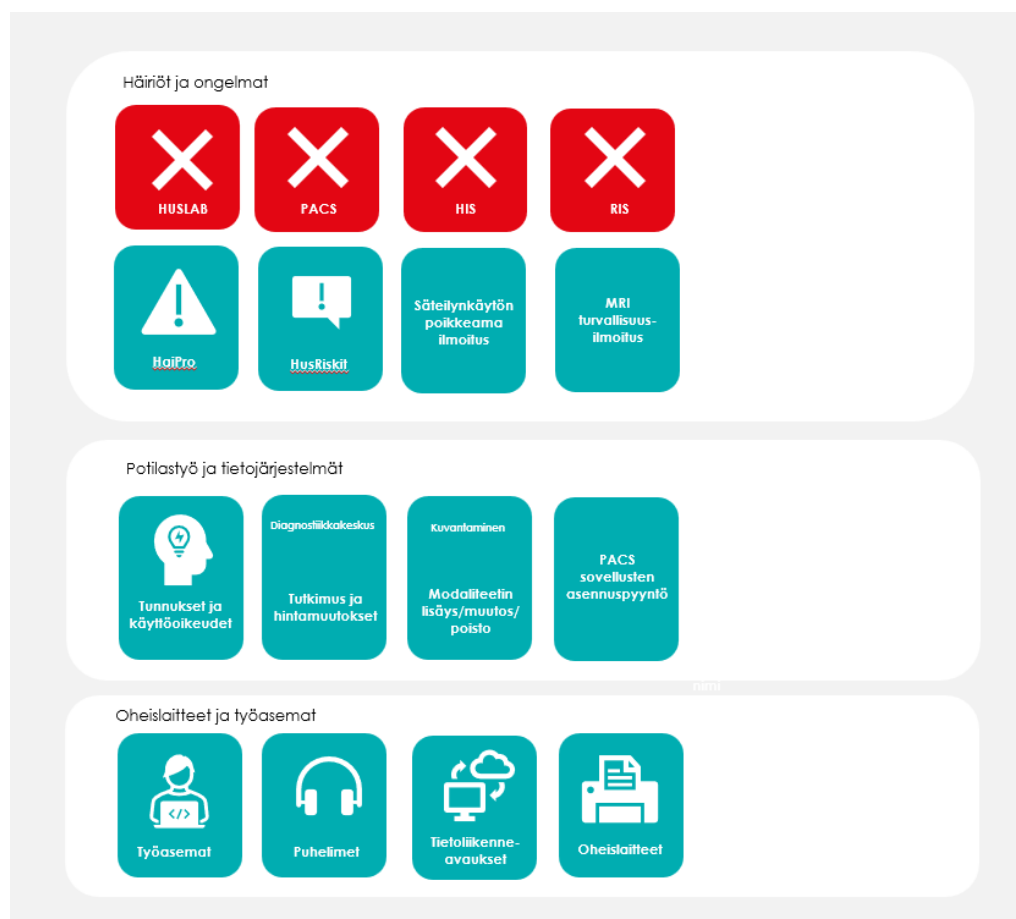 Häiriöt ja ongelmat
HUSLAB
PACS
HIS
RIS
HaiPro
HusRiskit
Säteilynkäytön
poikkeama
ilmoitus
MRI
turvallisuus-
ilmoitus
Potilastyö ja tietojärjestelmät
Tunnukset ja
käyttöoikeudet
Diagnostiikkakeskus
Tutkimus ja
hintamuutokset
Kuvantaminen
Modaliteetin
lisäys/muutos/
poisto
PACS
sovellusten
asennuspyyntö
nimi
Oheislaitteet ja työasemat
</>
Työasemat
Puhelimet
Tietoliikenne-
avaukset
Oheislaitteet